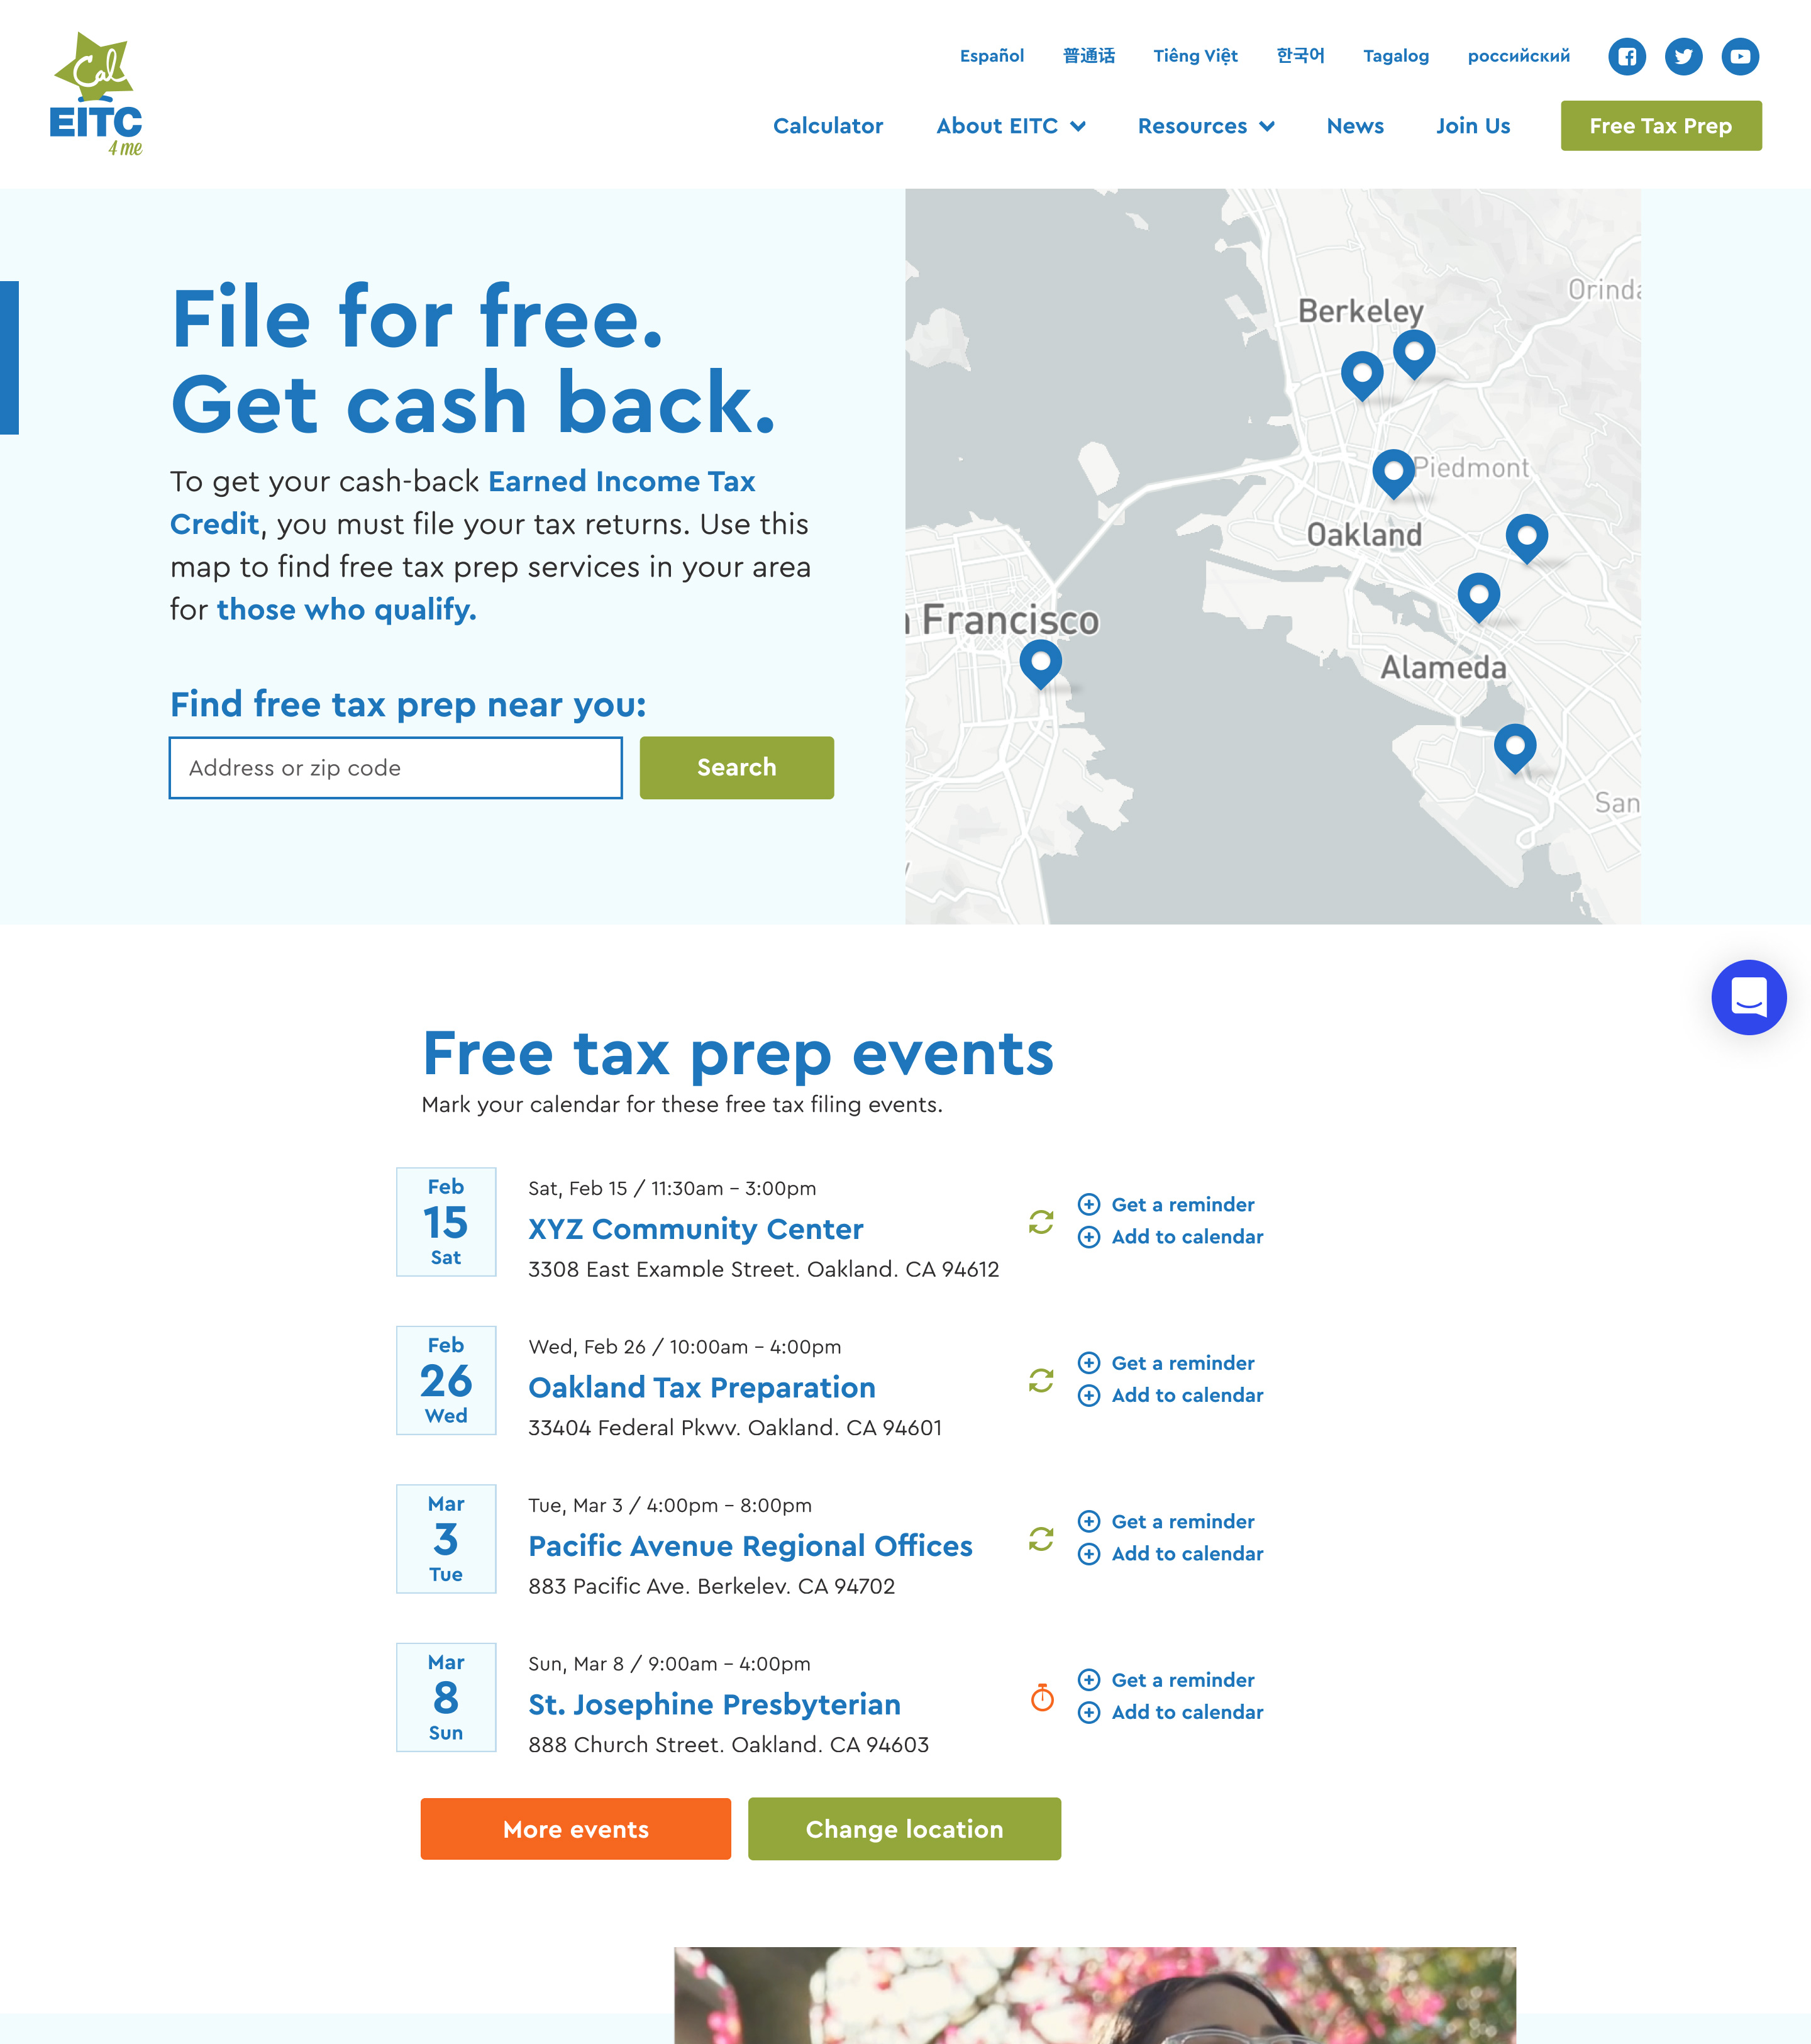 Cal
EITC
4 me
Español 普通话 Tiêng Việt 한국어 Tagalog российский
Calculator About EITC Resources News Join Us Free Tax Prep
File for free.
Get cash back.
To get your cash-back Earned Income Tax
Credit, you must file your tax returns. Use this
map to find free tax prep services in your area
for those who qualify.
Find free tax prep near you:
Address or zip code Search
Orinda
Berkeley
Piedmont
Oakland
Francisco
Alameda
San
Free tax prep events
Mark your calendar for these free tax filing events.
Feb
15
Sat
Sat, Feb 15 / 11:30am – 3:00pm
XYZ Community Center
3308 East Example Street. Oakland. CA 94612
Get a reminder
Add to calendar
Feb
26
Wed
Wed, Feb 26 / 10:00am – 4:00pm
Oakland Tax Preparation
33404 Federal Pkwy. Oakland. CA 94601
Get a reminder
Add to calendar
Mar
3
Tue
Tue, Mar 3 / 4:00pm – 8:00pm
Pacific Avenue Regional Offices
883 Pacific Ave. Berkeley. CA 94702
Get a reminder
Add to calendar
Mar
8
Sun
Sun, Mar 8 / 9:00am – 4:00pm
St. Josephine Presbyterian
888 Church Street. Oakland. CA 94603
Get a reminder
Add to calendar
More events Change location